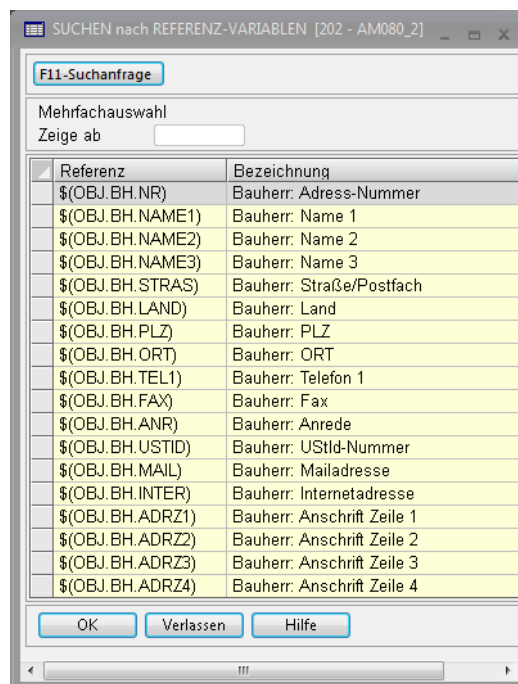 SUCHEN nach REFERENZ-VARIABLEN [202 - AM080_2]
F11-Suchanfrage
Mehrfachauswahl
Zeige ab
Referenz Bezeichnung
$(OBJ.BH.NR) Bauherr: Adress-Nummer
$(OBJ.BH.NAME1) Bauherr: Name 1
$(OBJ.BH.NAME2) Bauherr: Name 2
$(OBJ.BH.NAME3) Bauherr: Name 3
$(OBJ.BH.STRAS) Bauherr: Straße/Postfach
$(OBJ.BH.LAND) Bauherr: Land
$(OBJ.BH.PLZ) Bauherr: PLZ
$(OBJ.BH.ORT) Bauherr: ORT
$(OBJ.BH.TEL1) Bauherr: Telefon 1
$(OBJ.BH.FAX) Bauherr: Fax
$(OBJ.BH.ANR) Bauherr: Anrede
$(OBJ.BH.USTID) Bauherr: UStId-Nummer
$(OBJ.BH.MAIL) Bauherr: Mailadresse
$(OBJ.BH.INTER) Bauherr: Internetadresse
$(OBJ.BH.ADRZ1) Bauherr: Anschrift Zeile 1
$(OBJ.BH.ADRZ2) Bauherr: Anschrift Zeile 2
$(OBJ.BH.ADRZ3) Bauherr: Anschrift Zeile 3
$(OBJ.BH.ADRZ4) Bauherr: Anschrift Zeile 4
OK Verlassen Hilfe